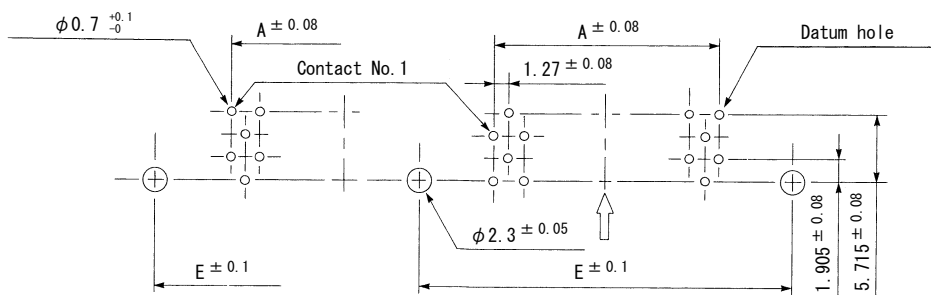 φ0.7 +0.1 -0
A ± 0.08
A ± 0.08
Datum hole
Contact No.1
1.27 ± 0.08
φ2.3 ± 0.05
1.905 ± 0.08
5.715 ± 0.08
E ± 0.1
E ± 0.1